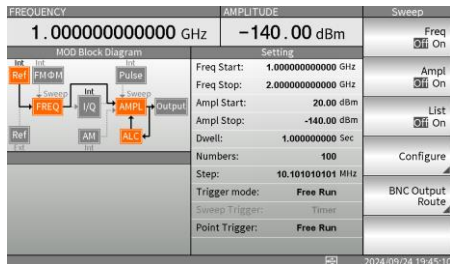 FREQUENCY
AMPLITUDE
Sweep
1.000000000000 GHz
-140.00 dBm
Freq
Off On
MOD Block Diagram
Setting
Int
Int
Int
Ref
FMΦM
Pulse
Sweep
Int
Sweep
FREQ
I/Q
AMPL
Output
Ref
AM
ALC
Ext
Int
Freq Start: 1.000000000000 GHz
Freq Stop: 2.000000000000 GHz
Ampl Start: 20.00 dBm
Ampl Stop: -140.00 dBm
Dwell: 1.000000000 Sec
Numbers: 100
Step: 10.101010101 MHz
Trigger mode: Free Run
Sweep Trigger: Timer
Point Trigger: Free Run
Ampl
Off On
List
Off On
Configure
BNC Output
Route
2024/09/24 19:45:10